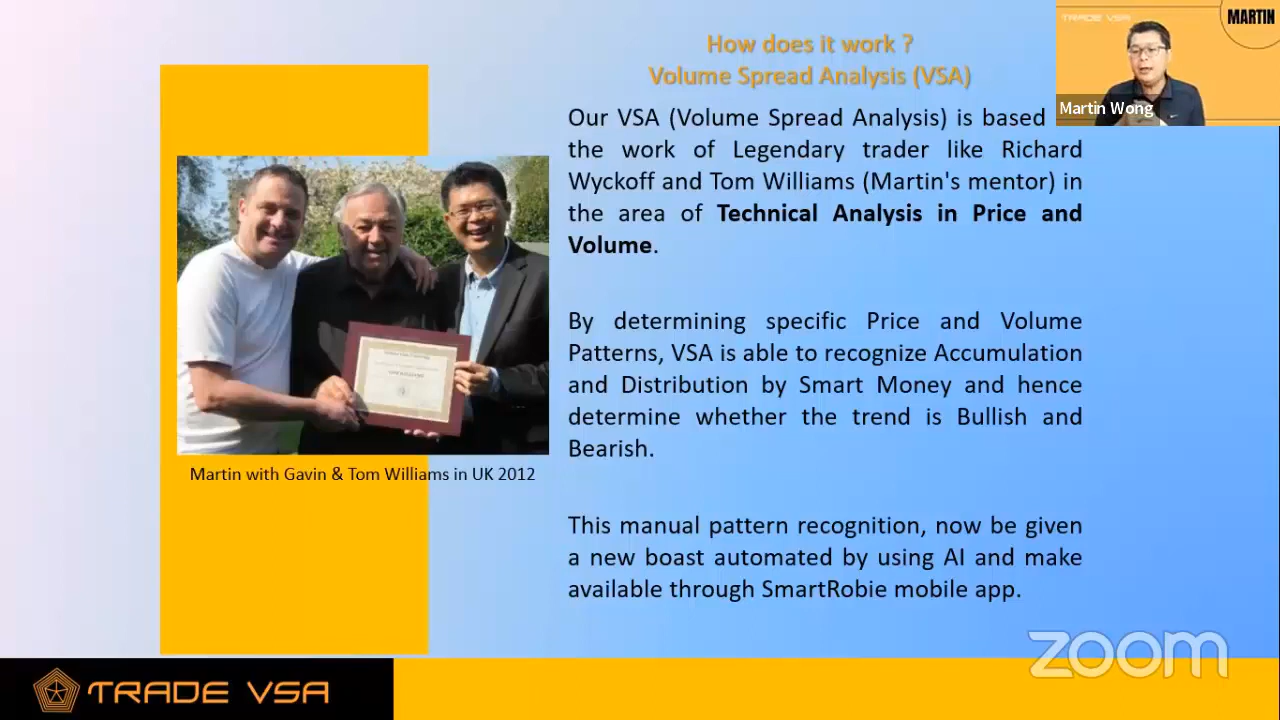 How does it work ?
Volume Spread Analysis (VSA)
TRADE VSA
MARTIN
Martin Wong
Our VSA (Volume Spread Analysis) is based
the work of Legendary trader like Richard
Wyckoff and Tom Williams (Martin's mentor) in
the area of Technical Analysis in Price and
Volume.
By determining specific Price and Volume
Patterns, VSA is able to recognize Accumulation
and Distribution by Smart Money and hence
determine whether the trend is Bullish and
Bearish.
This manual pattern recognition, now be given
a new boast automated by using AI and make
available through SmartRobie mobile app.
Martin with Gavin & Tom Williams in UK 2012
zoom
TRADE VSA